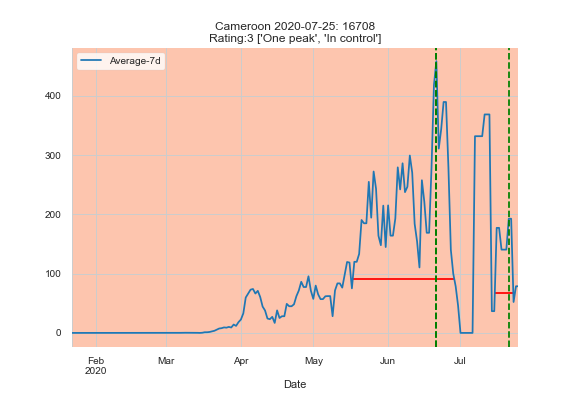 Cameroon 2020-07-25: 16708
Rating:3 ['One peak', 'In control']
Average-7d
400
300
200
100
0
Feb
2020
Mar
Apr
May
Jun
Jul
Date